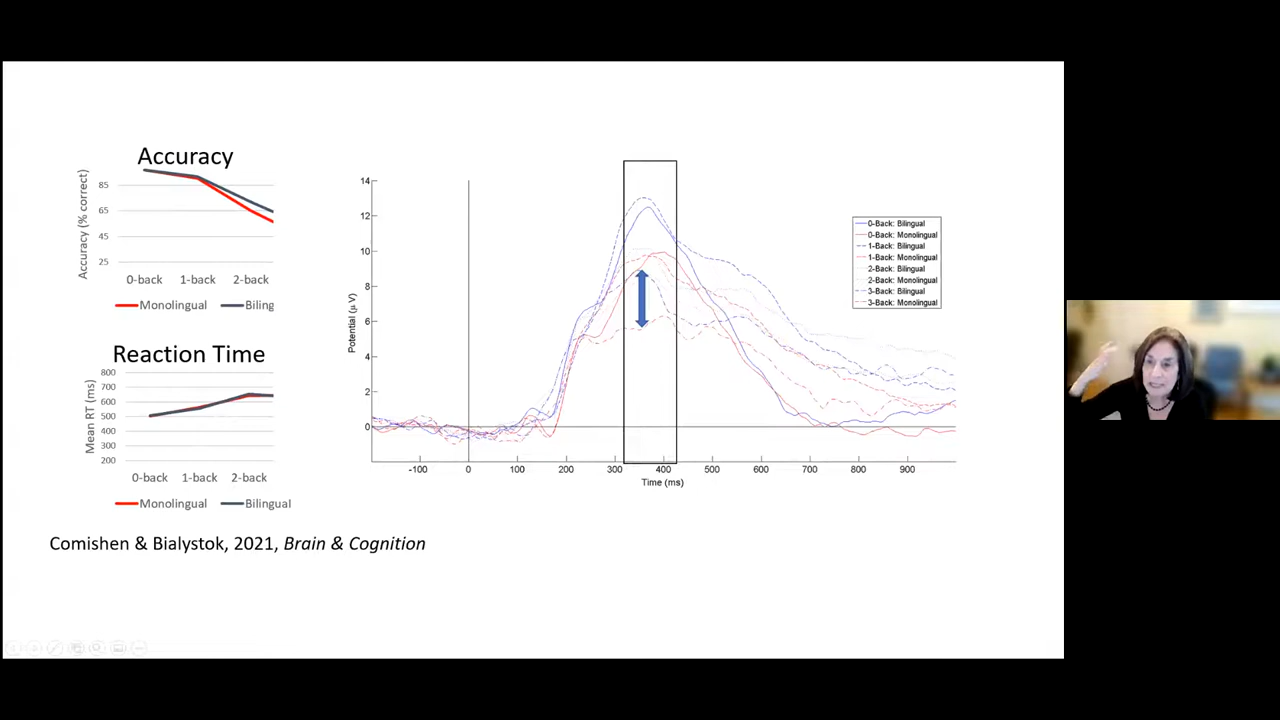 Accuracy
Accuracy (% correct)
85
65
45
25
0-back 1-back 2-back
Monolingual Biling
Reaction Time
Mean RT (ms)
800
700
600
500
400
300
200
0-back 1-back 2-back
Monolingual Bilingual
Potential (μ V)
14
12
10
8
6
4
2
0
-100 0 100 200 300 400 500 600 700 800 900
Time (ms)
0-Back: Bilingual
0-Back: Monolingual
1-Back: Bilingual
1-Back: Monolingual
2-Back: Bilingual
2-Back: Monolingual
3-Back: Bilingual
3-Back: Monolingual
Comishen & Bialystok, 2021, Brain & Cognition